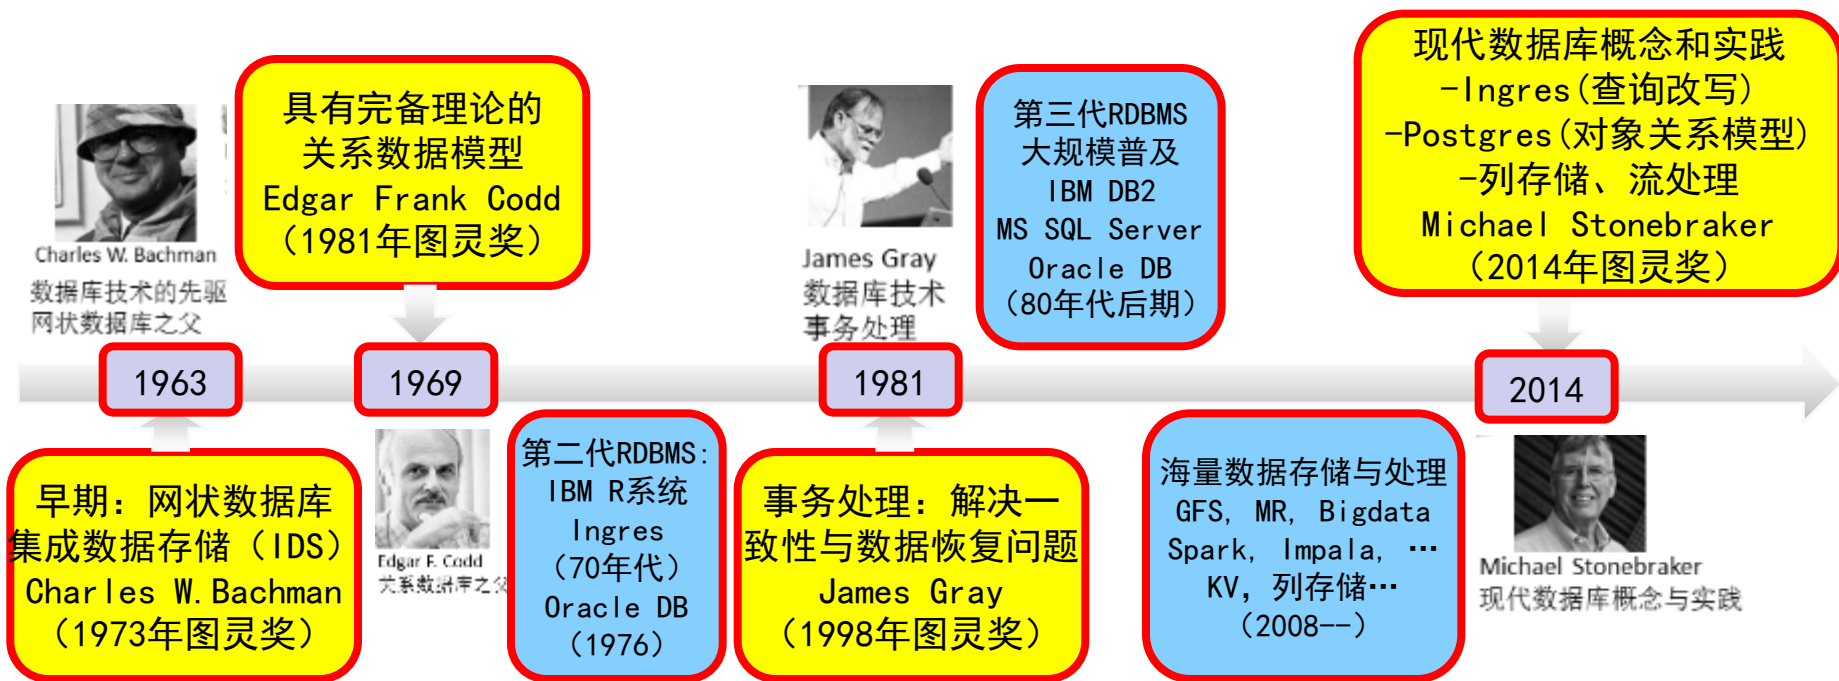 Charles W. Bachman
数据库技术的先驱
网状数据库之父
具有完备理论的
关系数据模型
Edgar Frank Codd
（1981年图灵奖）
James Gray
数据库技术
事务处理
第三代RDBMS
大规模普及
IBM DB2
MS SQL Server
Oracle DB
（80年代后期）
现代数据库概念和实践
-Ingres(查询改写)
-Postgres(对象关系模型)
-列存储、流处理
Michael Stonebraker
（2014年图灵奖）
1963
1969
1981
2014
早期：网状数据库
集成数据存储（IDS）
Charles W.Bachman
（1973年图灵奖）
Edgar F. Codd
关系数据库之父
第二代RDBMS:
IBM R系统
Ingres
（70年代）
Oracle DB
（1976）
事务处理：解决一
致性与数据恢复问题
James Gray
（1998年图灵奖）
海量数据存储与处理
GFS, MR, Bigdata
Spark, Impala, …
KV，列存储…
（2008--）
Michael Stonebraker
现代数据库概念与实践